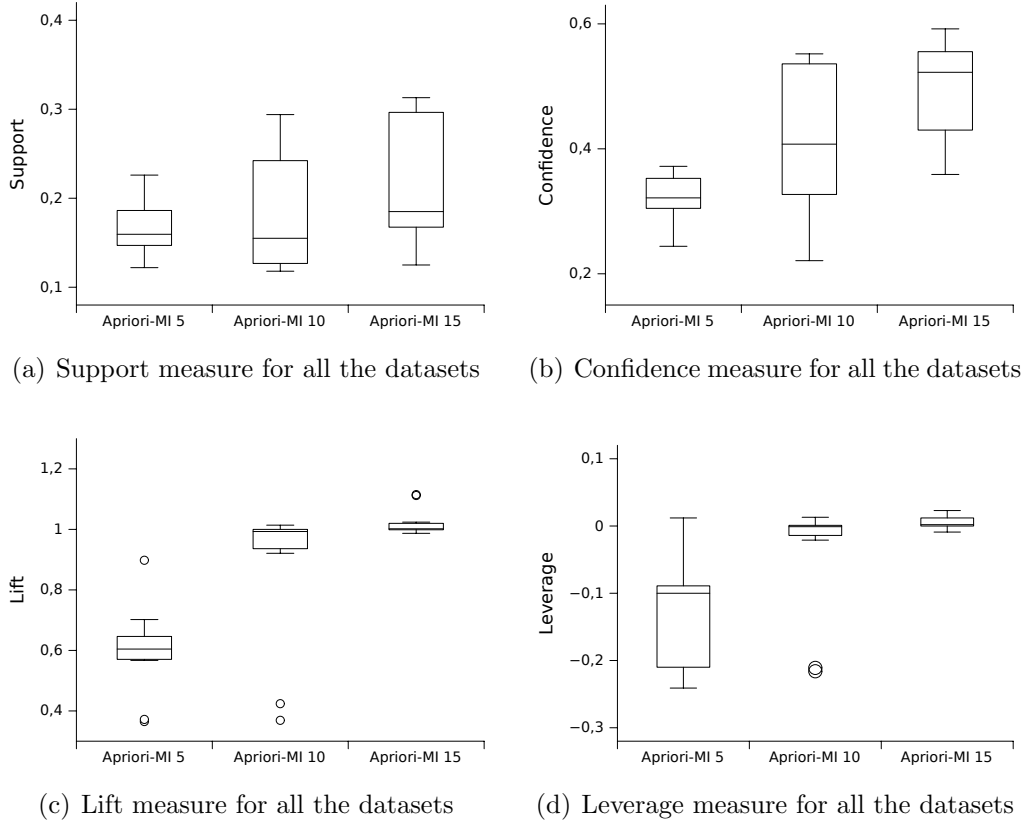 0,4
0,3
0,2
0,1
Support
Apriori-MI 5 Apriori-MI 10 Apriori-MI 15
(a) Support measure for all the datasets
0,6
0,4
0,2
Confidence
Apriori-MI 5 Apriori-MI 10 Apriori-MI 15
(b) Confidence measure for all the datasets
1,2
1
0,8
0,6
0,4
Lift
Apriori-MI 5 Apriori-MI 10 Apriori-MI 15
(c) Lift measure for all the datasets
0,1
0
−0,1
−0,2
−0,3
Leverage
Apriori-MI 5 Apriori-MI 10 Apriori-MI 15
(d) Leverage measure for all the datasets